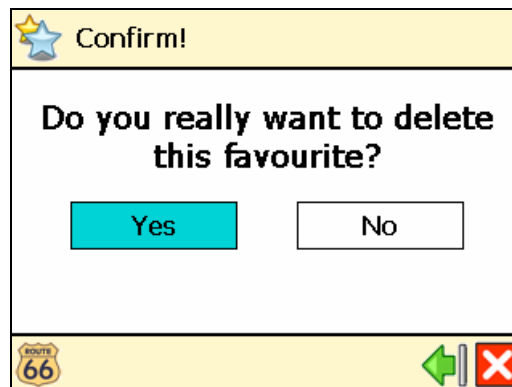 Confirm!
Do you really want to delete
this favourite?
Yes
No
ROUTE
66